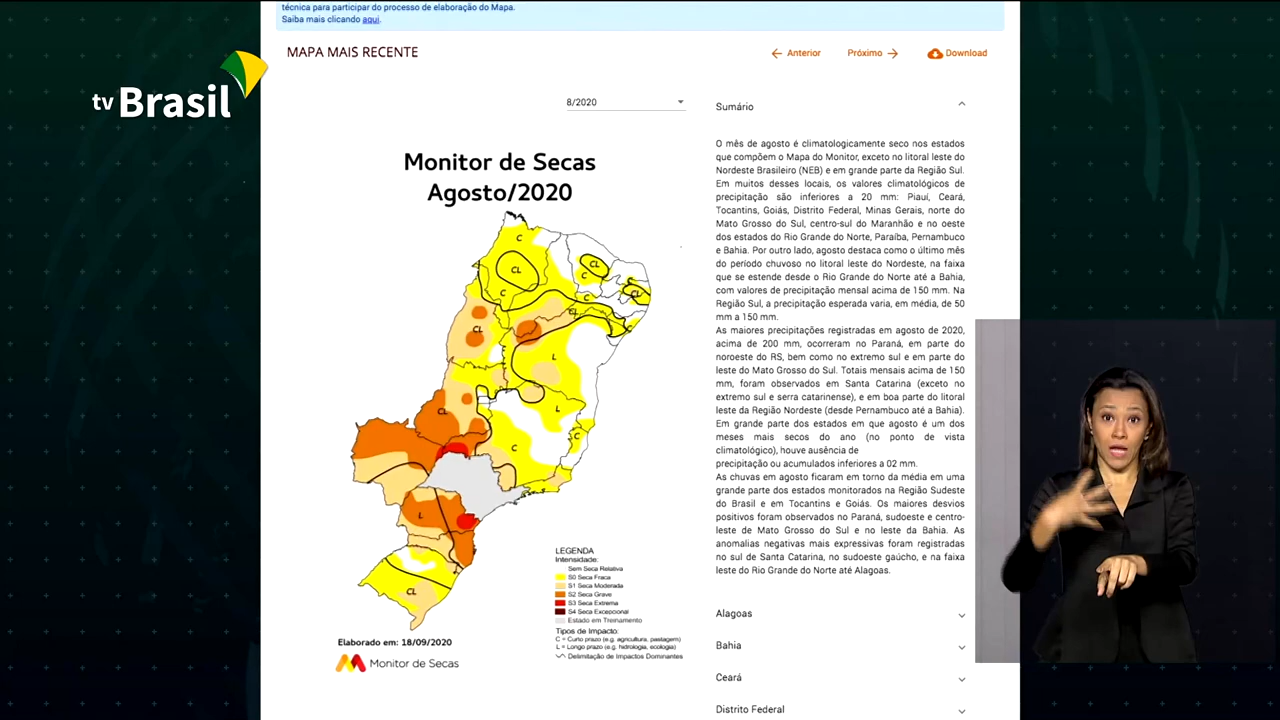 técnica para participar do processo de elaboração do Mapa.
Saiba mais clicando aqui.
MAPA MAIS RECENTE
Anterior
Próximo
Download
tv Brasil
8/2020
Sumário
Monitor de Secas
Agosto/2020
O mês de agosto é climatologicamente seco nos estados
que compõem o Mapa do Monitor, exceto no litoral leste do
Nordeste Brasileiro (NEB) e em grande parte da Região Sul.
Em muitos desses locais, os valores climatológicos de
precipitação são inferiores a 20 mm: Piauí, Ceará,
Tocantins, Goiás, Distrito Federal, Minas Gerais, norte do
Mato Grosso do Sul, centro-sul do Maranhão e no oeste
dos estados do Rio Grande do Norte, Paraíba, Pernambuco
e Bahia. Por outro lado, agosto destaca como o último mês
do período chuvoso no litoral leste do Nordeste, na faixa
que se estende desde o Rio Grande do Norte até a Bahia,
com valores de precipitação mensal acima de 150 mm. Na
Região Sul, a precipitação esperada varia, em média, de 50
mm a 150 mm.
As maiores precipitações registradas em agosto de 2020,
acima de 200 mm, ocorreram no Paraná, em parte do
noroeste do RS, bem como no extremo sul e em parte do
leste do Mato Grosso do Sul. Totais mensais acima de 150
mm, foram observados em Santa Catarina (exceto no
extremo sul e serra catarinense), e em boa parte do litoral
leste da Região Nordeste (desde Pernambuco até a Bahia).
Em grande parte dos estados em que agosto é um dos
meses mais secos do ano (no ponto de vista
climatológico), houve ausência de
precipitação ou acumulados inferiores a 02 mm.
As chuvas em agosto ficaram em torno da média em uma
grande parte dos estados monitorados na Região Sudeste
do Brasil e em Tocantins e Goiás. Os maiores desvios
positivos foram observados no Paraná, sudoeste e centro-
leste de Mato Grosso do Sul e no leste da Bahia. As
anomalias negativas mais expressivas foram registradas
no sul de Santa Catarina, no sudoeste gaúcho, e na faixa
leste do Rio Grande do Norte até Alagoas.
C
CL
CL
C
C
CL
C
CL
C
CL
L
CL
L
C
C
L
CL
LEGENDA
Intensidade:
Sem Seca Relativa
S0 Seca Fraca
S1 Seca Moderada
S2 Seca Grave
S3 Seca Extrema
S4 Seca Excepcional
Estado em Treinamento
Tipos de Impacto:
C = Curto prazo (e.g. agricultura, pastagem)
L = Longo prazo (e.g. hidrologia, ecologia)
Delimitação de Impactos Dominantes
Elaborado em: 18/09/2020
Monitor de Secas
Alagoas
Bahia
Ceará
Distrito Federal